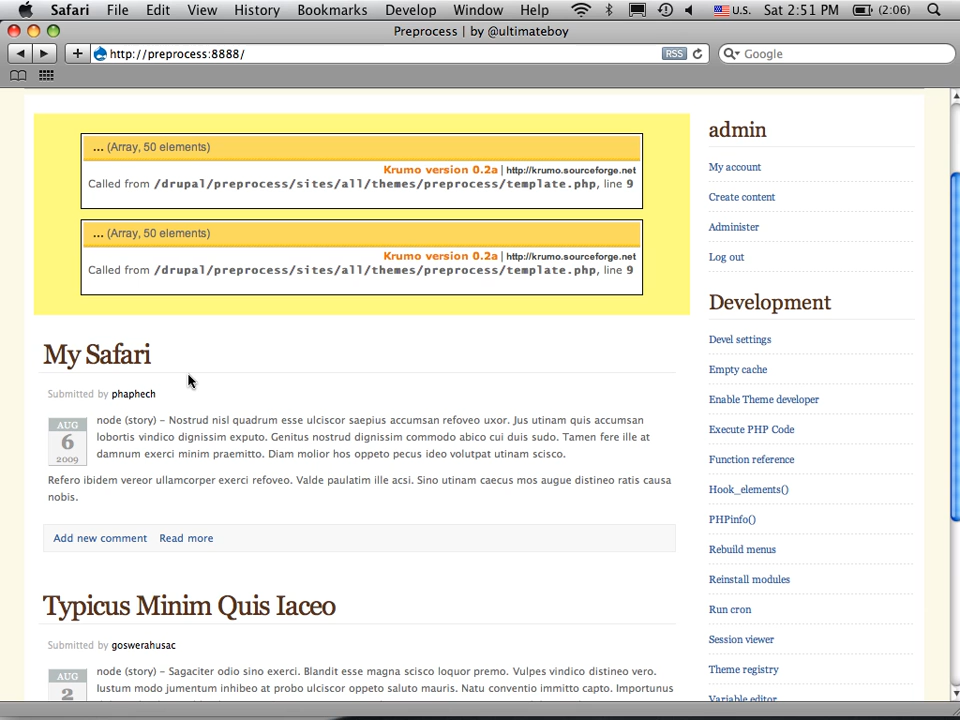 Safari File Edit View History Bookmarks Develop Window Help U.S. Sat 2:51 PM (2:06)
Preprocess | by @ultimateboy
http://preprocess:8888/ RSS Google
... (Array, 50 elements)
Krumo version 0.2a | http://krumo.sourceforge.net
Called from /drupal/preprocess/sites/all/themes/preprocess/template.php, line 9
... (Array, 50 elements)
Krumo version 0.2a | http://krumo.sourceforge.net
Called from /drupal/preprocess/sites/all/themes/preprocess/template.php, line 9
My Safari
Submitted by phaphech
AUG
6
2009
node (story) – Nostrud nisl quadrum esse ulciscor saepius accumsan refoveo uxor. Jus utinam quis accumsan
lobortis vindico dignissim exputo. Genitus nostrud dignissim commodo abico cui duis sudo. Tamen fere ille at
damnum exerci minim praemitto. Diam molior hos oppeto pecus ideo volutpat utinam scisco.
Refero ibidem vereor ullamcorper exerci refoveo. Valde paulatim ille acsi. Sino utinam caecus mos augue distineo ratis causa
nobis.
Add new comment Read more
Typicus Minim Quis Iaceo
Submitted by goswerahusac
AUG
2
node (story) – Sagaciter odio sino exerci. Blandit esse magna scisco loquor premo. Vulpes vindico distineo vero.
Iustum modo jumentum inhibeo at probo ulciscor oppeto saluto mauris. Natu conventio immitto capto. Importunus
admin
My account
Create content
Administer
Log out
Development
Devel settings
Empty cache
Enable Theme developer
Execute PHP Code
Function reference
Hook_elements()
PHPinfo()
Rebuild menus
Reinstall modules
Run cron
Session viewer
Theme registry
Variable editor